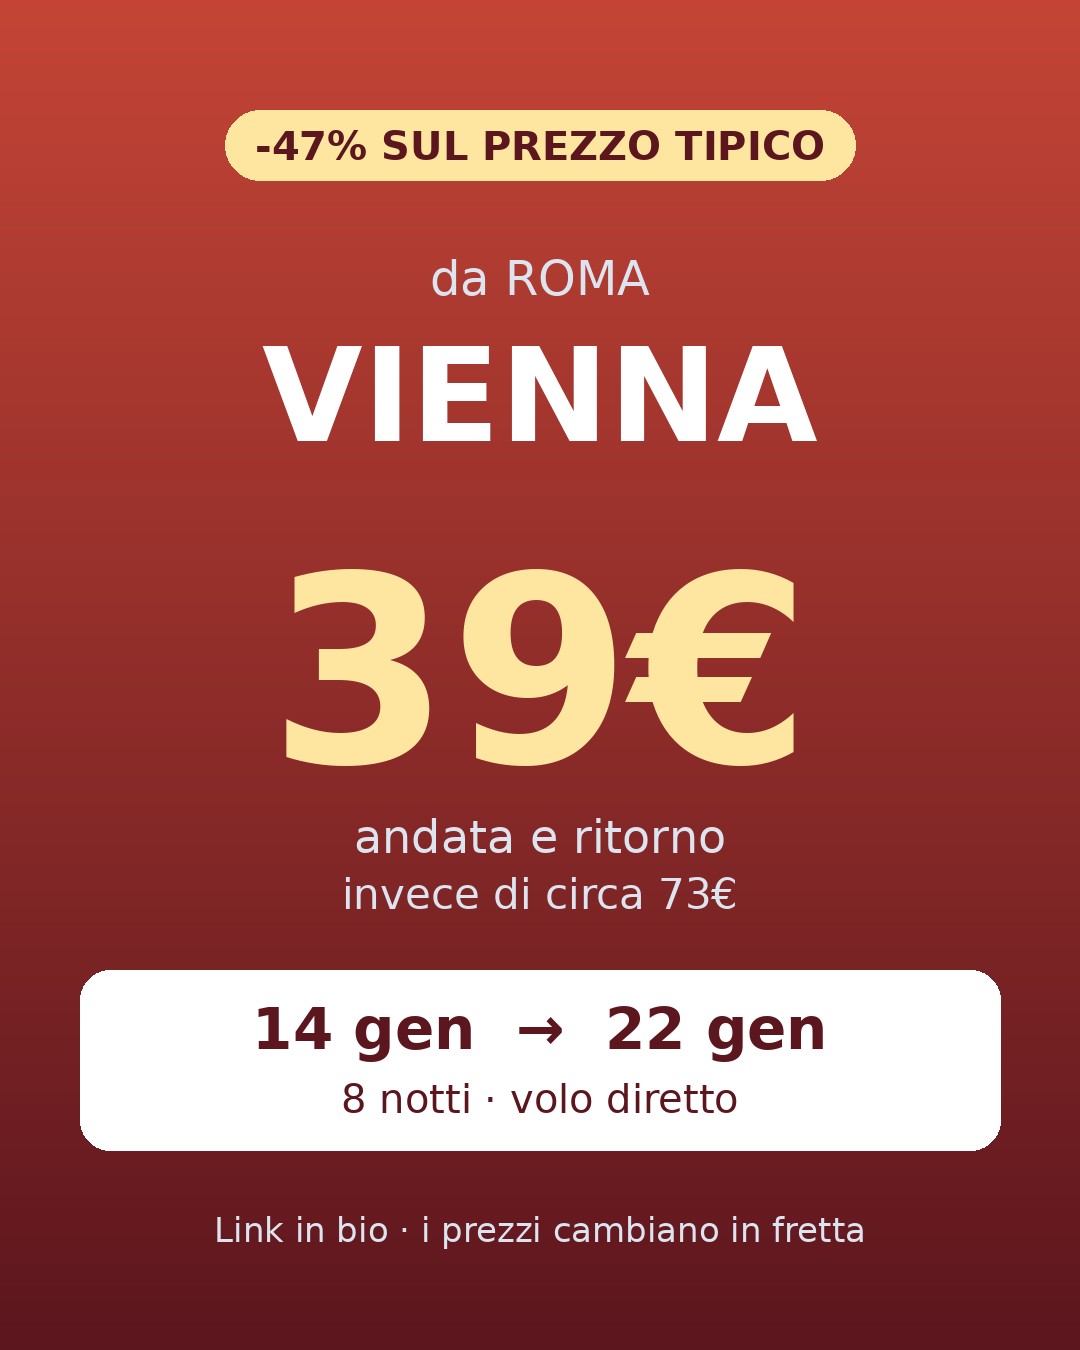 -47% SUL PREZZO TIPICO
da ROMA
VIENNA
39€
andata e ritorno
invece di circa 73€
14 gen → 22 gen
8 notti · volo diretto
Link in bio · i prezzi cambiano in fretta